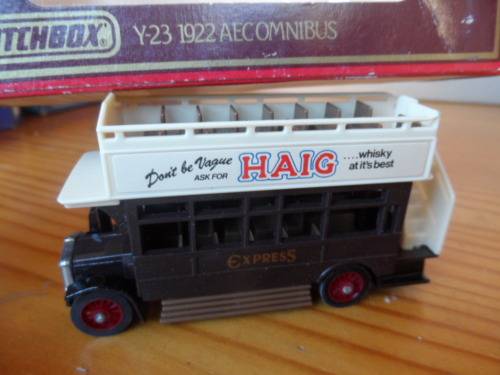 MATCHBOX
Y-23 1922 AEC OMNIBUS
Don't be Vague
ASK FOR
HAIG
....whisky
at it's best
EXPRESS